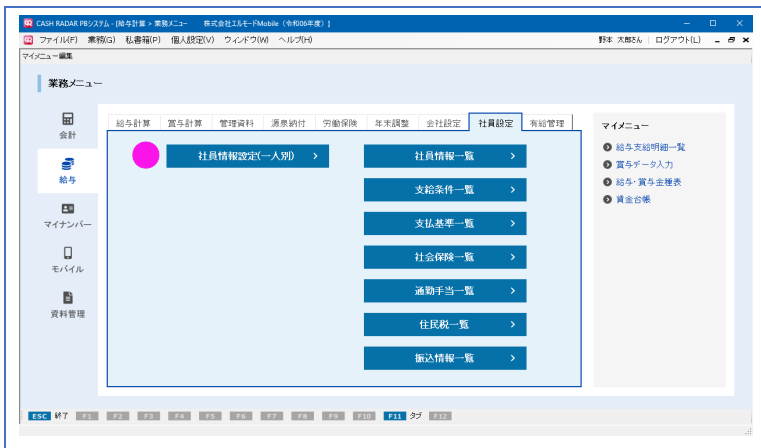 CASH RADAR PBシステム - [給与計算 > 業務メニュー　　株式会社エルモードMobile（令和06年度）]
ファイル(F)　業務(G)　私書箱(P)　個人設定(V)　ウィンドウ(W)　ヘルプ(H)　野本 太郎さん | ログアウト(L)
マイメニュー編集
業務メニュー
給与計算　賞与計算　管理資料　源泉納付　労働保険　年末調整　会社設定　社員設定　有給管理
会計
給与
マイナンバー
モバイル
資料管理
社員情報設定(一人別)
社員情報一覧
支給条件一覧
支払基準一覧
社会保険一覧
通勤手当一覧
住民税一覧
振込情報一覧
マイメニュー
給与支給明細一覧
賞与データ入力
給与・賞与金種表
賃金台帳
ESC 終了 F1 F2 F3 F4 F5 F6 F7 F8 F9 F10 F11 タブ F12